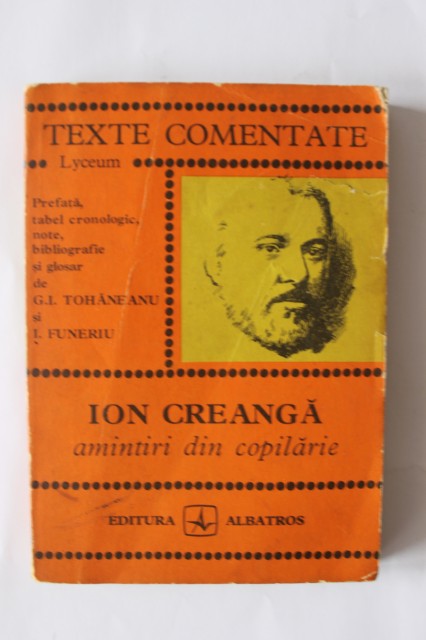 TEXTE COMENTATE
Lyceum
Prefată,
tabel cronologic,
note,
bibliografie
și glosar
de
G.I. TOHĂNEANU
și
I. FUNERIU
ION CREANGĂ
amintiri din copilărie
EDITURA ALBATROS